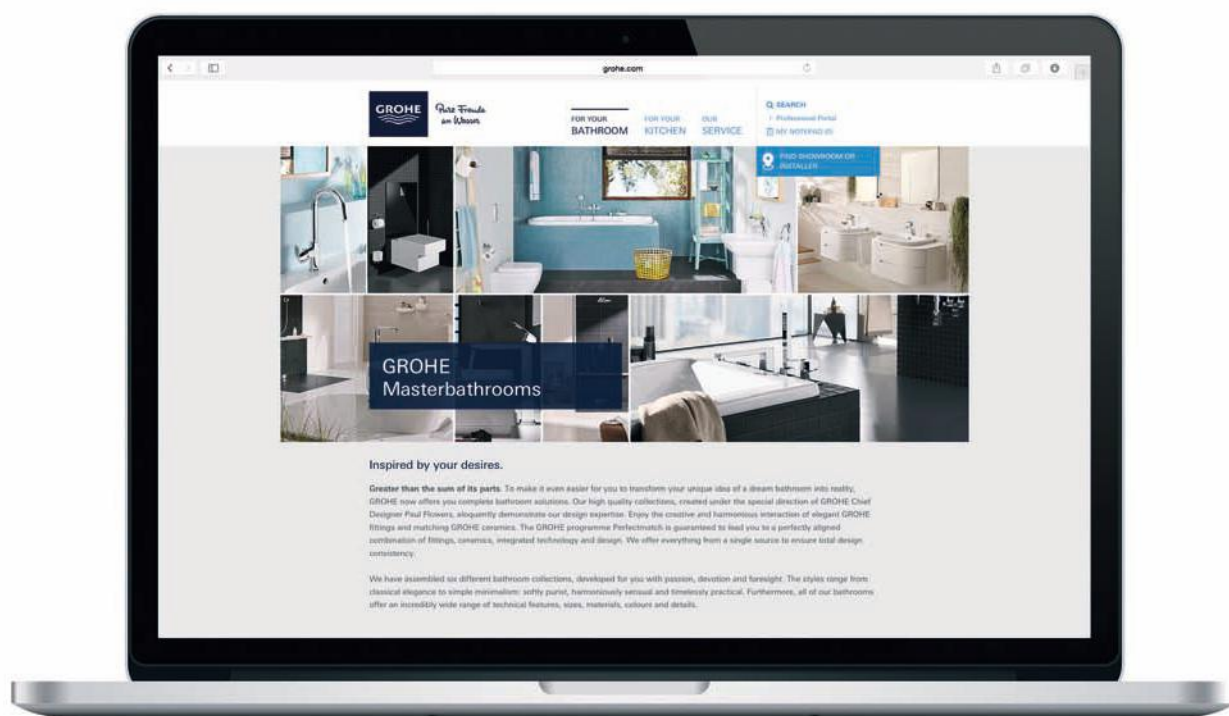 grohe.com
GROHE
Pure Freude
an Wasser
FOR YOUR
BATHROOM
FOR YOUR
KITCHEN
OUR
SERVICE
SEARCH
Professional Portal
MY NOTEPAD (0)
FIND SHOWROOM OR
INSTALLER
GROHE
Masterbathrooms
Inspired by your desires.
Greater than the sum of its parts. To make it even easier for you to transform your unique idea of a dream bathroom into reality,
GROHE now offers you complete bathroom solutions. Our high quality collections, created under the special direction of GROHE Chief
Designer Paul Flowers, eloquently demonstrate our design expertise. Enjoy the creative and harmonious interaction of elegant GROHE
fittings and matching GROHE ceramics. The GROHE programme Perfectmatch is guaranteed to lead you to a perfectly aligned
combination of fittings, ceramics, integrated technology and design. We offer everything from a single source to ensure total design
consistency.
We have assembled six different bathroom collections, developed for you with passion, devotion and foresight. The styles range from
classical elegance to simple minimalism: softly purist, harmoniously sensual and timelessly practical. Furthermore, all of our bathrooms
offer an incredibly wide range of technical features, sizes, materials, colours and details.